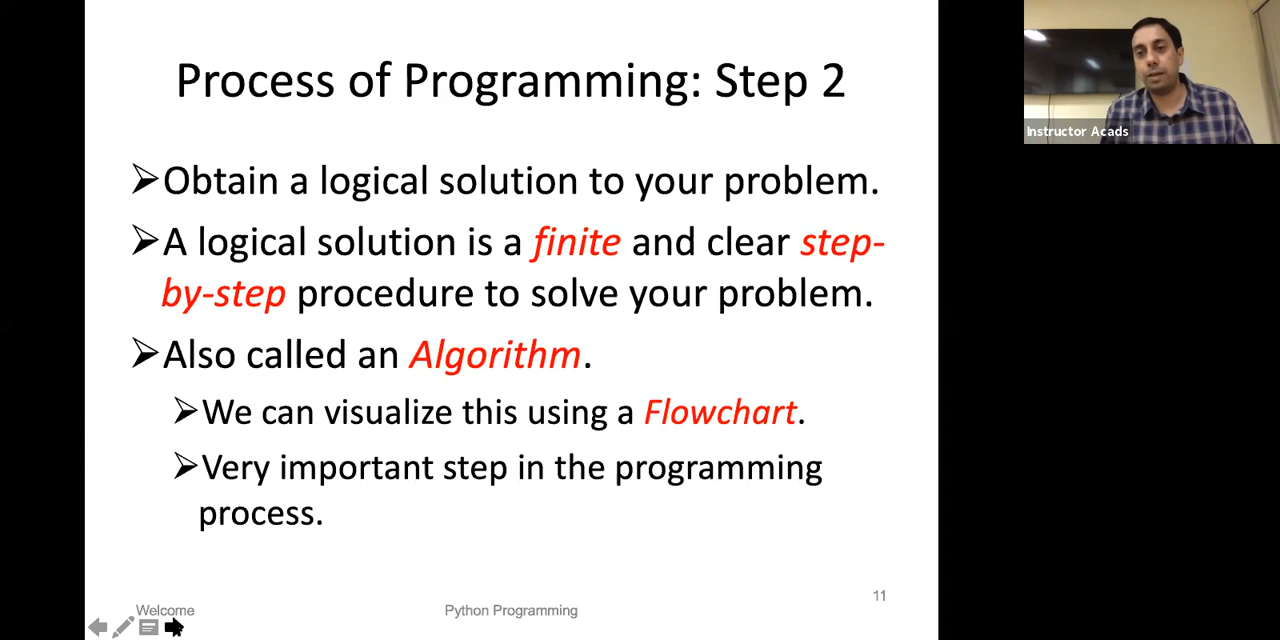 Process of Programming: Step 2
Instructor Acads
➢Obtain a logical solution to your problem.
➢A logical solution is a finite and clear step-
by-step procedure to solve your problem.
➢Also called an Algorithm.
➢We can visualize this using a Flowchart.
➢Very important step in the programming
process.
11
Welcome
Python Programming